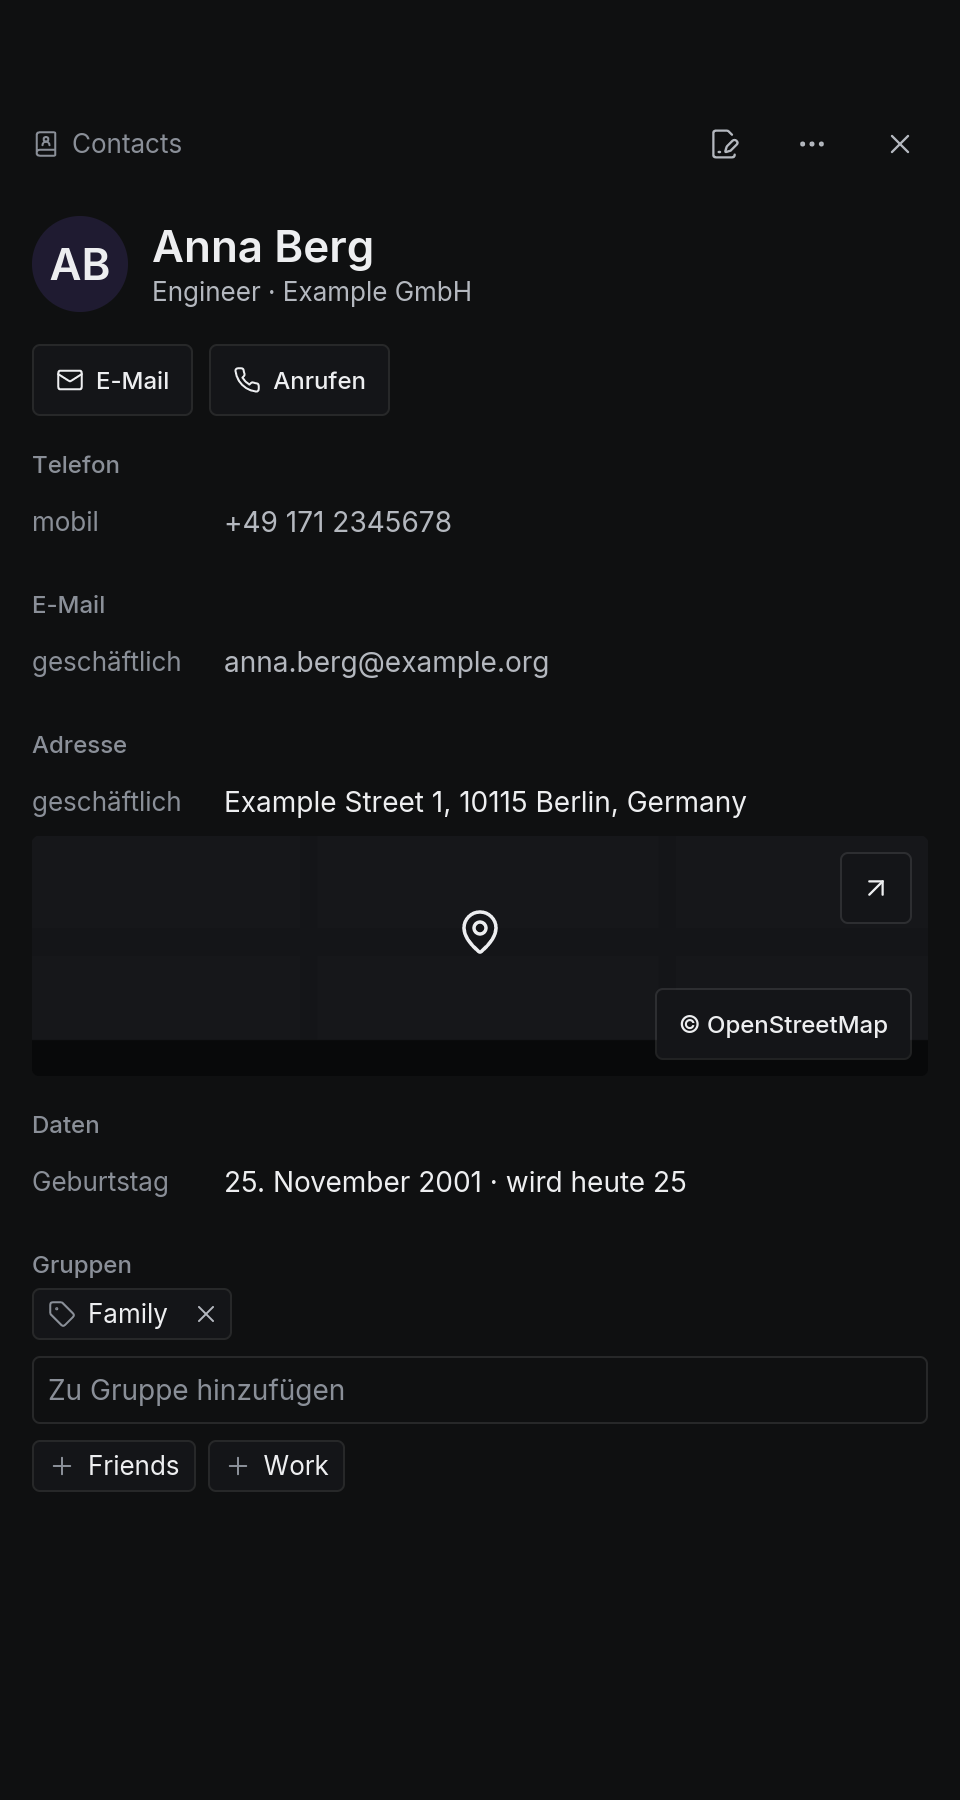 Contacts
AB
Anna Berg
Engineer · Example GmbH
E-Mail
Anrufen
Telefon
mobil +49 171 2345678
E-Mail
geschäftlich anna.berg@example.org
Adresse
geschäftlich Example Street 1, 10115 Berlin, Germany
© OpenStreetMap
Daten
Geburtstag 25. November 2001 · wird heute 25
Gruppen
Family
Zu Gruppe hinzufügen
Friends
Work